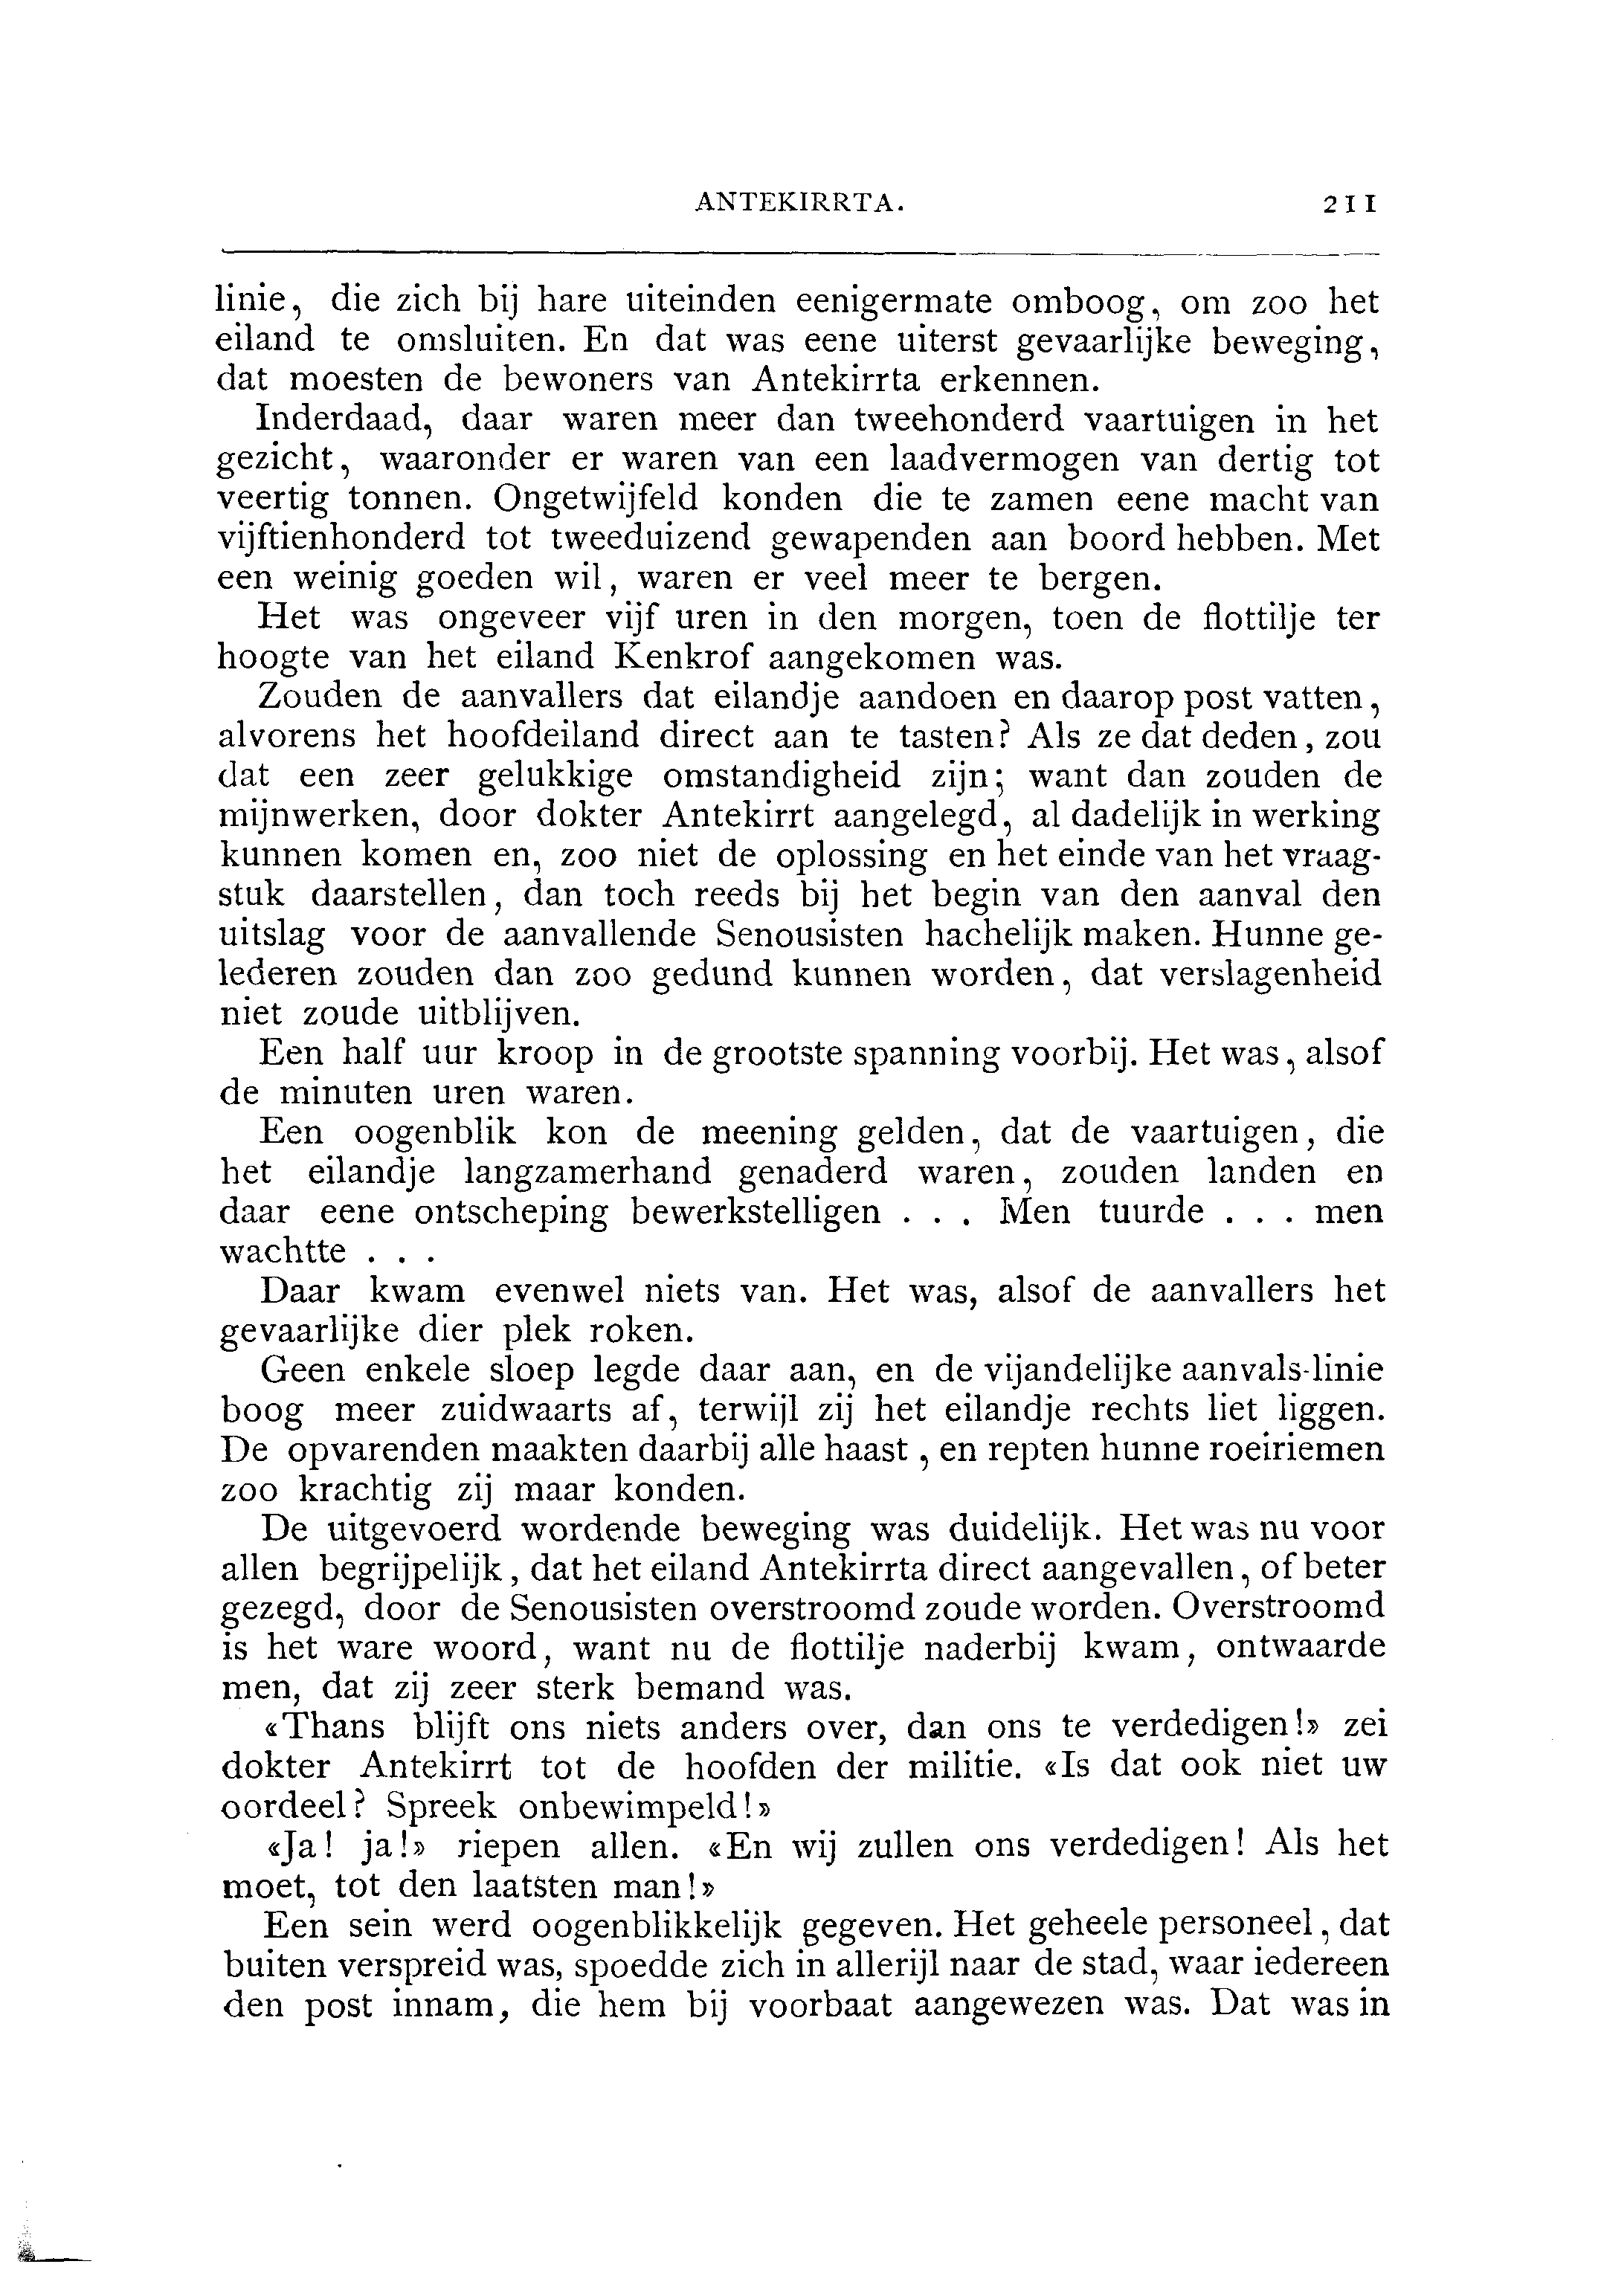 ANTEKIRRTA. 211
linie, die zich bij hare uiteinden eenigermate omboog, om zoo het
eiland te omsluiten. En dat was eene uiterst gevaarlijke beweging,
dat moesten de bewoners van Antekirrta erkennen.
Inderdaad, daar waren meer dan tweehonderd vaartuigen in het
gezicht, waaronder er waren van een laadvermogen van dertig tot
veertig tonnen. Ongetwijfeld konden die te zamen eene macht van
vijftienhonderd tot tweeduizend gewapenden aan boord hebben. Met
een weinig goeden wil, waren er veel meer te bergen.
Het was ongeveer vijf uren in den morgen, toen de flottilje ter
hoogte van het eiland Kenkrof aangekomen was.
Zouden de aanvallers dat eilandje aandoen en daarop post vatten,
alvorens het hoofdeiland direct aan te tasten? Als ze dat deden, zou
dat een zeer gelukkige omstandigheid zijn; want dan zouden de
mijnwerken, door dokter Antekirrt aangelegd, al dadelijk in werking
kunnen komen en, zoo niet de oplossing en het einde van het vraag-
stuk daarstellen, dan toch reeds bij het begin van den aanval den
uitslag voor de aanvallende Senousisten hachelijk maken. Hunne ge-
lederen zouden dan zoo gedund kunnen worden, dat verslagenheid
niet zoude uitblijven.
Een half uur kroop in de grootste spanning voorbij. Het was, alsof
de minuten uren waren.
Een oogenblik kon de meening gelden, dat de vaartuigen, die
het eilandje langzamerhand genaderd waren, zouden landen en
daar eene ontscheping bewerkstelligen . . . Men tuurde . . . men
wachtte . . .
Daar kwam evenwel niets van. Het was, alsof de aanvallers het
gevaarlijke dier plek roken.
Geen enkele sloep legde daar aan, en de vijandelijke aanvals-linie
boog meer zuidwaarts af, terwijl zij het eilandje rechts liet liggen.
De opvarenden maakten daarbij alle haast, en repten hunne roeiriemen
zoo krachtig zij maar konden.
De uitgevoerd wordende beweging was duidelijk. Het was nu voor
allen begrijpelijk, dat het eiland Antekirrta direct aangevallen, of beter
gezegd, door de Senousisten overstroomd zoude worden. Overstroomd
is het ware woord, want nu de flottilje naderbij kwam, ontwaarde
men, dat zij zeer sterk bemand was.
«Thans blijft ons niets anders over, dan ons te verdedigen!» zei
dokter Antekirrt tot de hoofden der militie. «Is dat ook niet uw
oordeel? Spreek onbewimpeld!»
«Ja! ja!» riepen allen. «En wij zullen ons verdedigen! Als het
moet, tot den laatsten man!»
Een sein werd oogenblikkelijk gegeven. Het geheele personeel, dat
buiten verspreid was, spoedde zich in allerijl naar de stad, waar iedereen
den post innam, die hem bij voorbaat aangewezen was. Dat was in